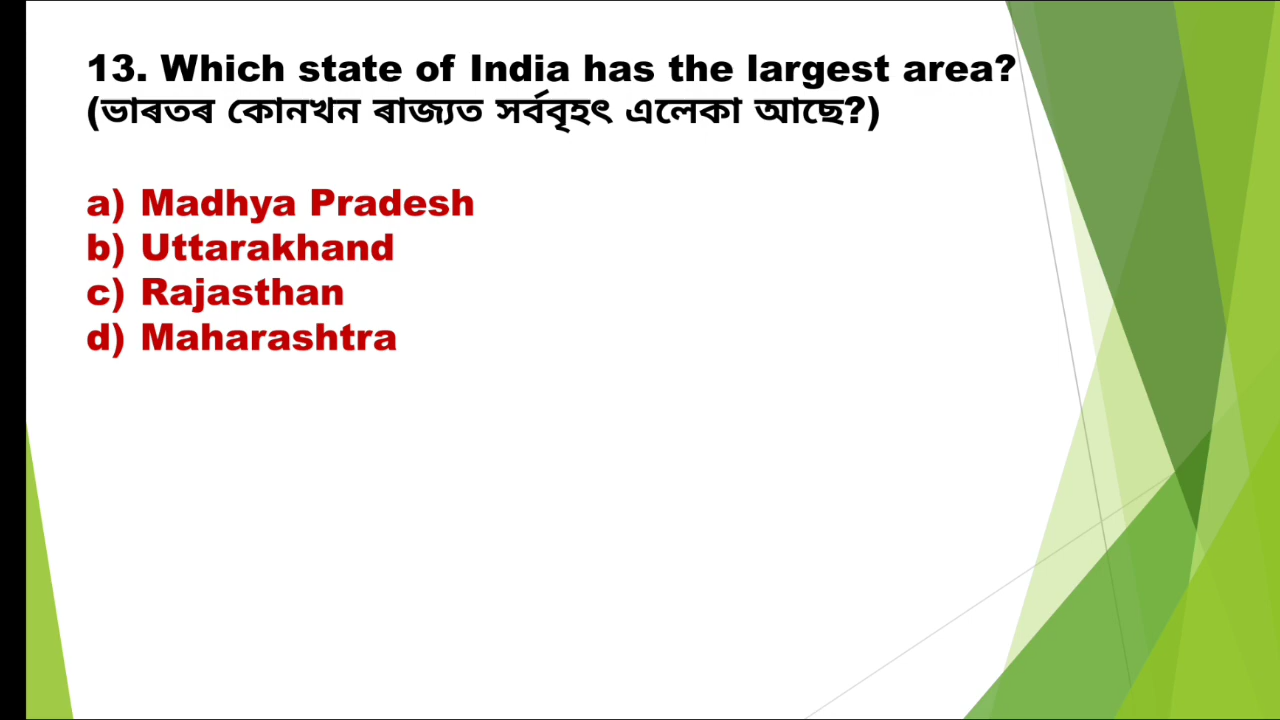 13. Which state of India has the largest area?
(ভাৰতৰ কোনখন ৰাজ্যত সৰ্ববৃহৎ এলেকা আছে?)
a) Madhya Pradesh
b) Uttarakhand
c) Rajasthan
d) Maharashtra